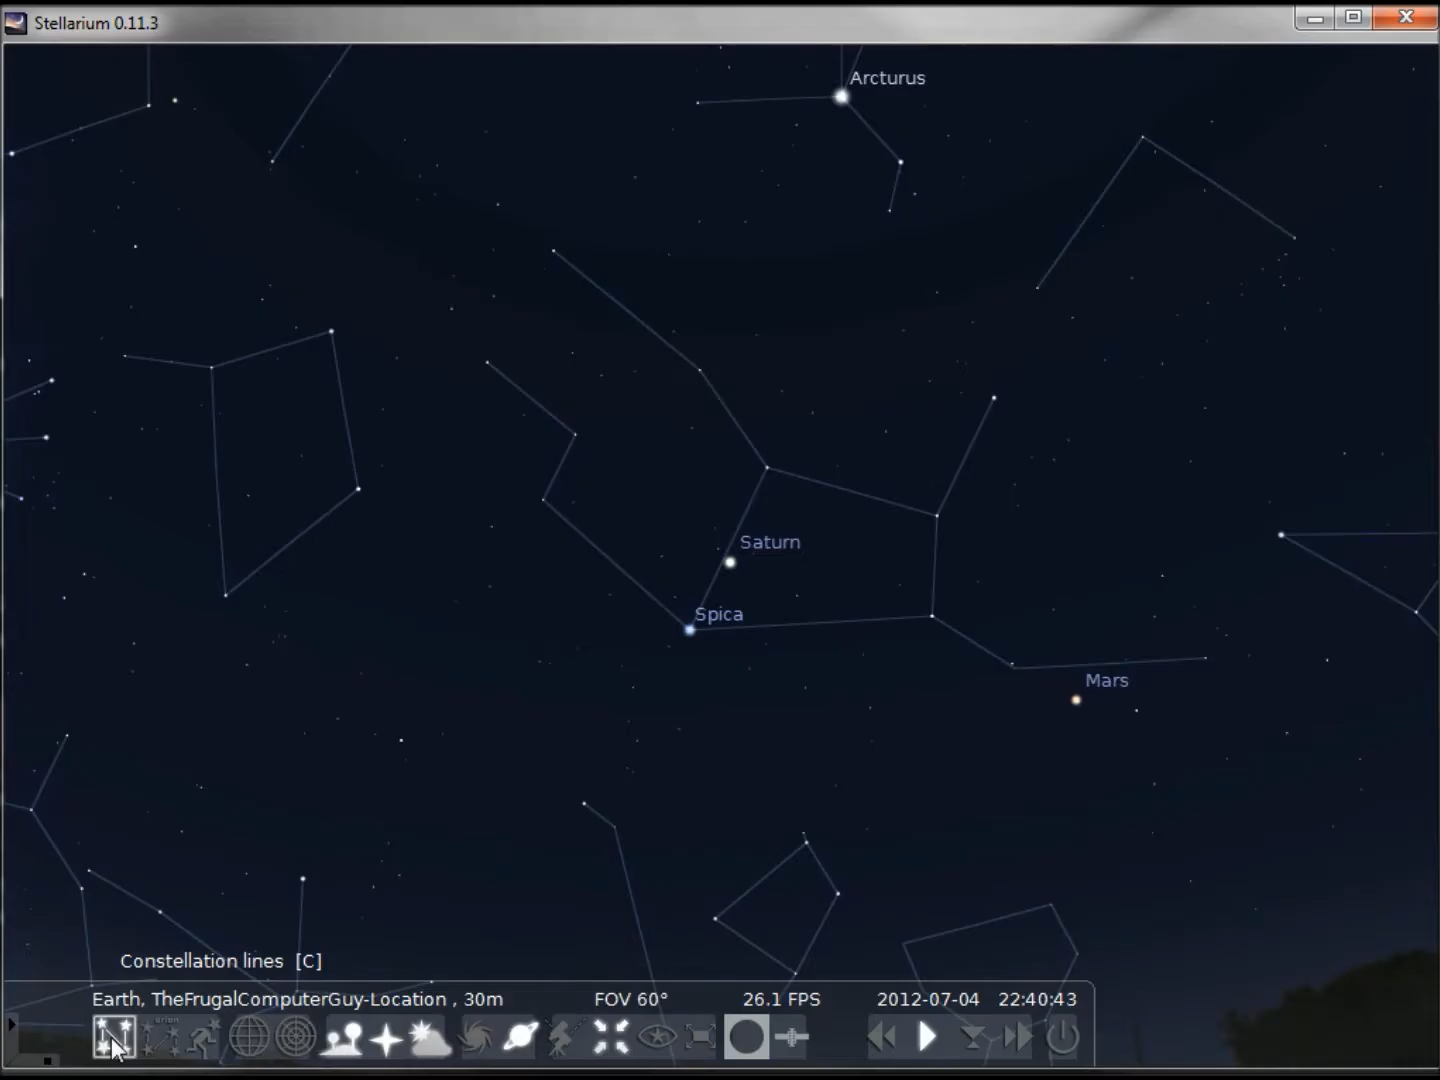 Stellarium 0.11.3
Arcturus
Saturn
Spica
Mars
Constellation lines [C]
Earth, TheFrugalComputerGuy-Location , 30m FOV 60° 26.1 FPS 2012-07-04 22:40:43